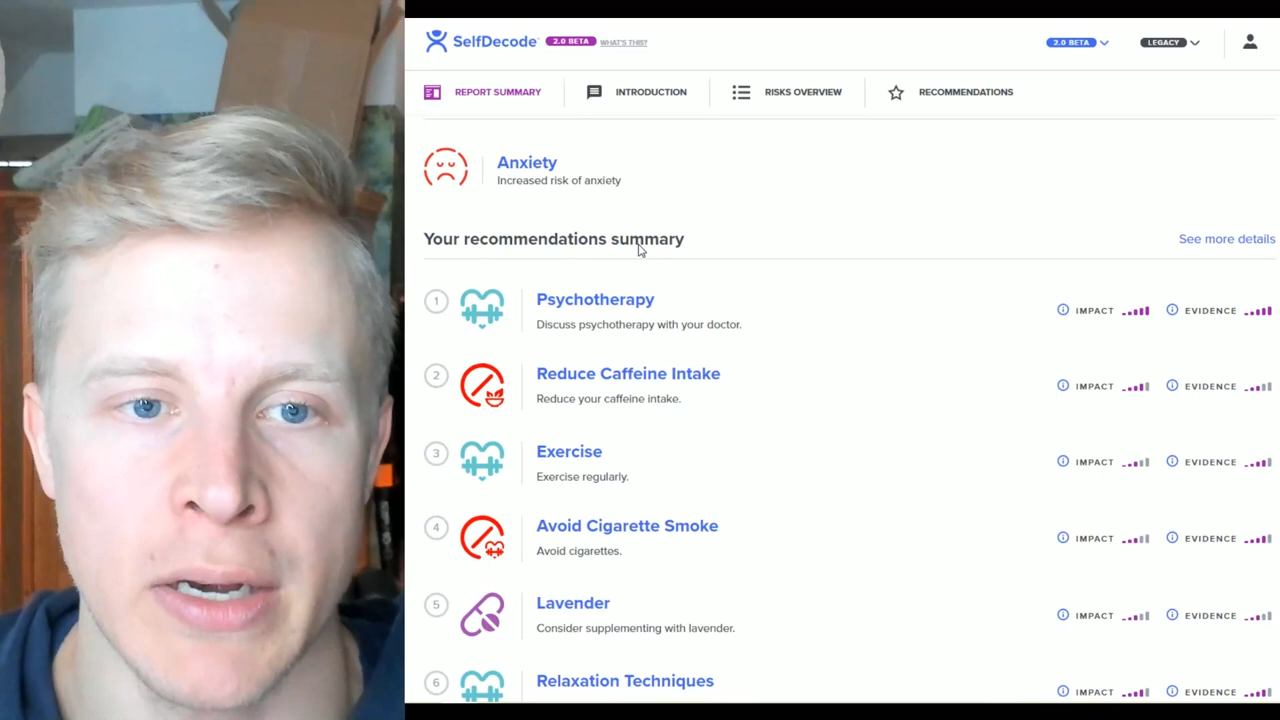 SelfDecode 2.0 BETA WHAT'S THIS? 2.0 BETA LEGACY
REPORT SUMMARY INTRODUCTION RISKS OVERVIEW RECOMMENDATIONS
Anxiety
Increased risk of anxiety
Your recommendations summary See more details
1 Psychotherapy
Discuss psychotherapy with your doctor.
IMPACT EVIDENCE
2 Reduce Caffeine Intake
Reduce your caffeine intake.
IMPACT EVIDENCE
3 Exercise
Exercise regularly.
IMPACT EVIDENCE
4 Avoid Cigarette Smoke
Avoid cigarettes.
IMPACT EVIDENCE
5 Lavender
Consider supplementing with lavender.
IMPACT EVIDENCE
6 Relaxation Techniques
IMPACT EVIDENCE